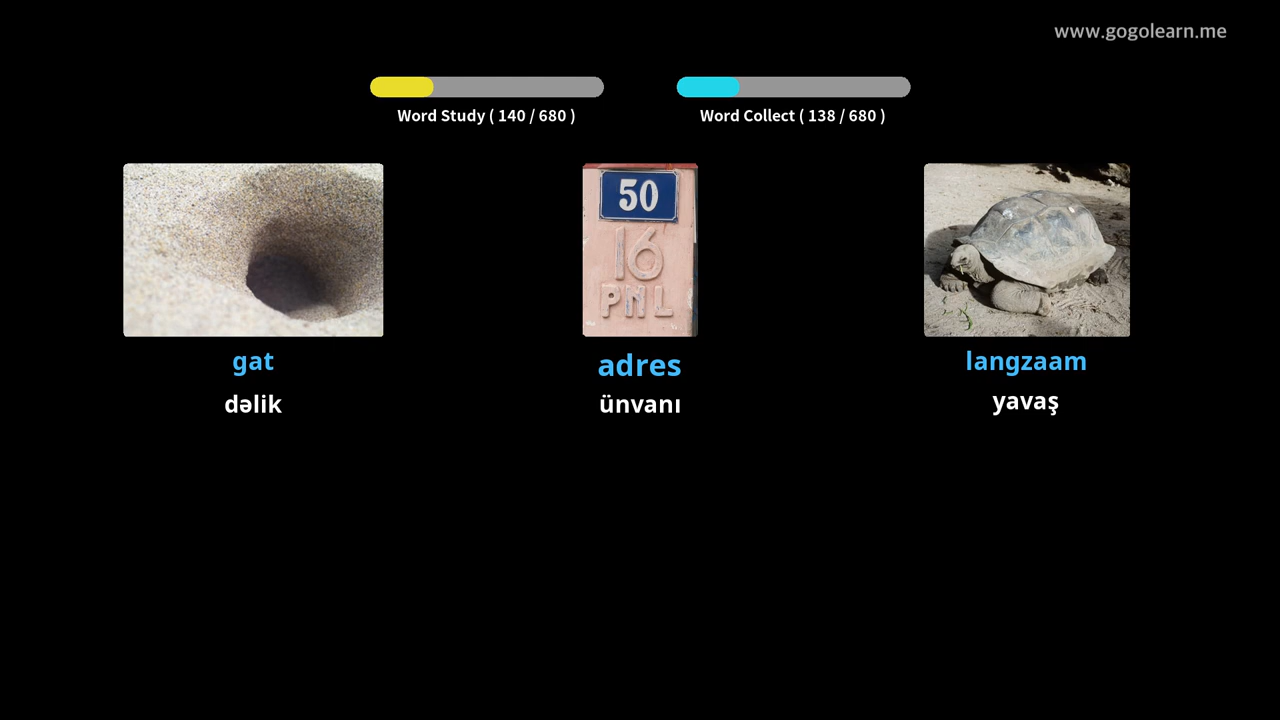 www.gogolearn.me
Word Study ( 140 / 680 )
Word Collect ( 138 / 680 )
50
16
PNL
gat
adres
langzaam
dəlik
ünvanı
yavaş